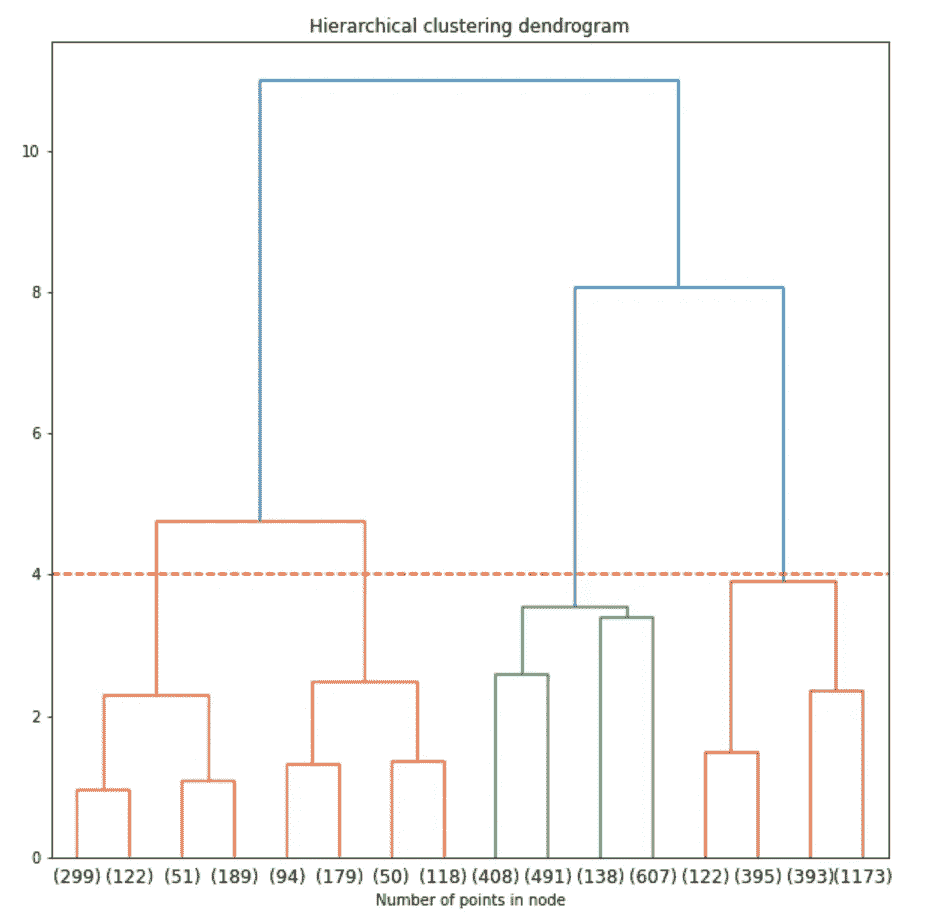 Hierarchical clustering dendrogram
10
8
6
4
2
0
(299) (122) (51) (189) (94) (179) (50) (118) (408) (491) (138) (607) (122) (395) (393)(1173)
Number of points in node